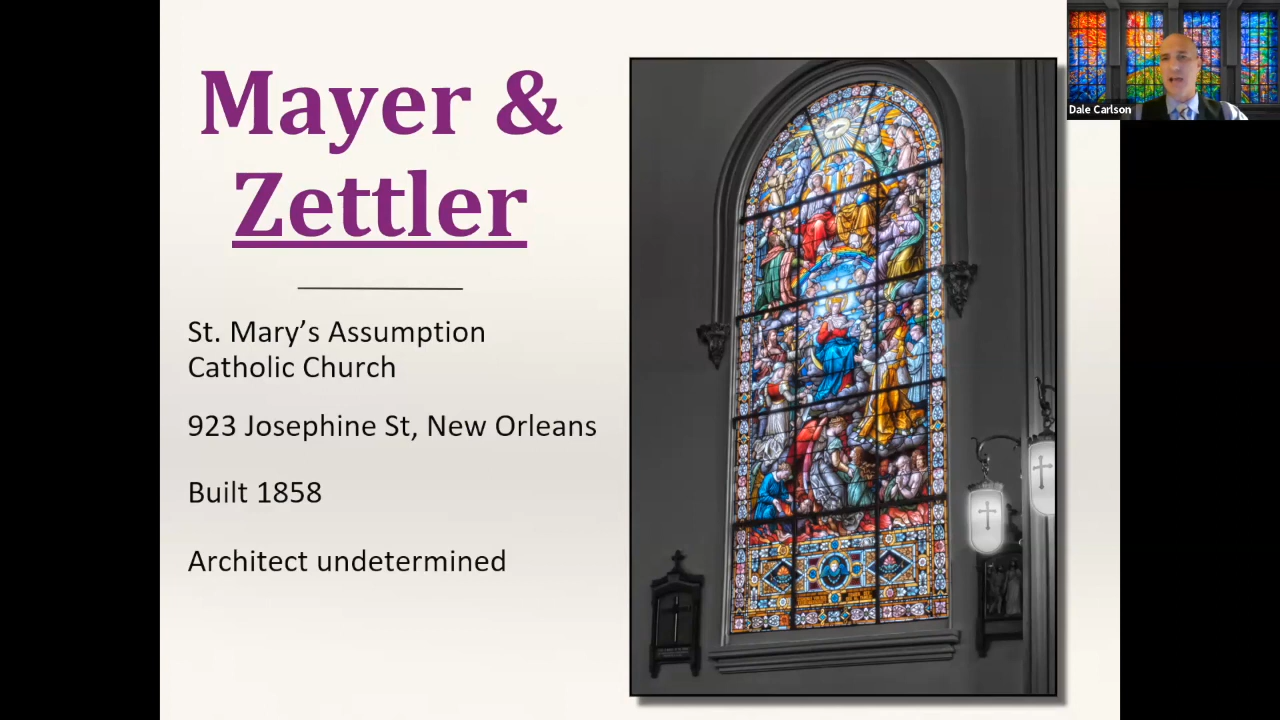 Mayer &
Zettler
St. Mary’s Assumption
Catholic Church
923 Josephine St, New Orleans
Built 1858
Architect undetermined
Dale Carlson